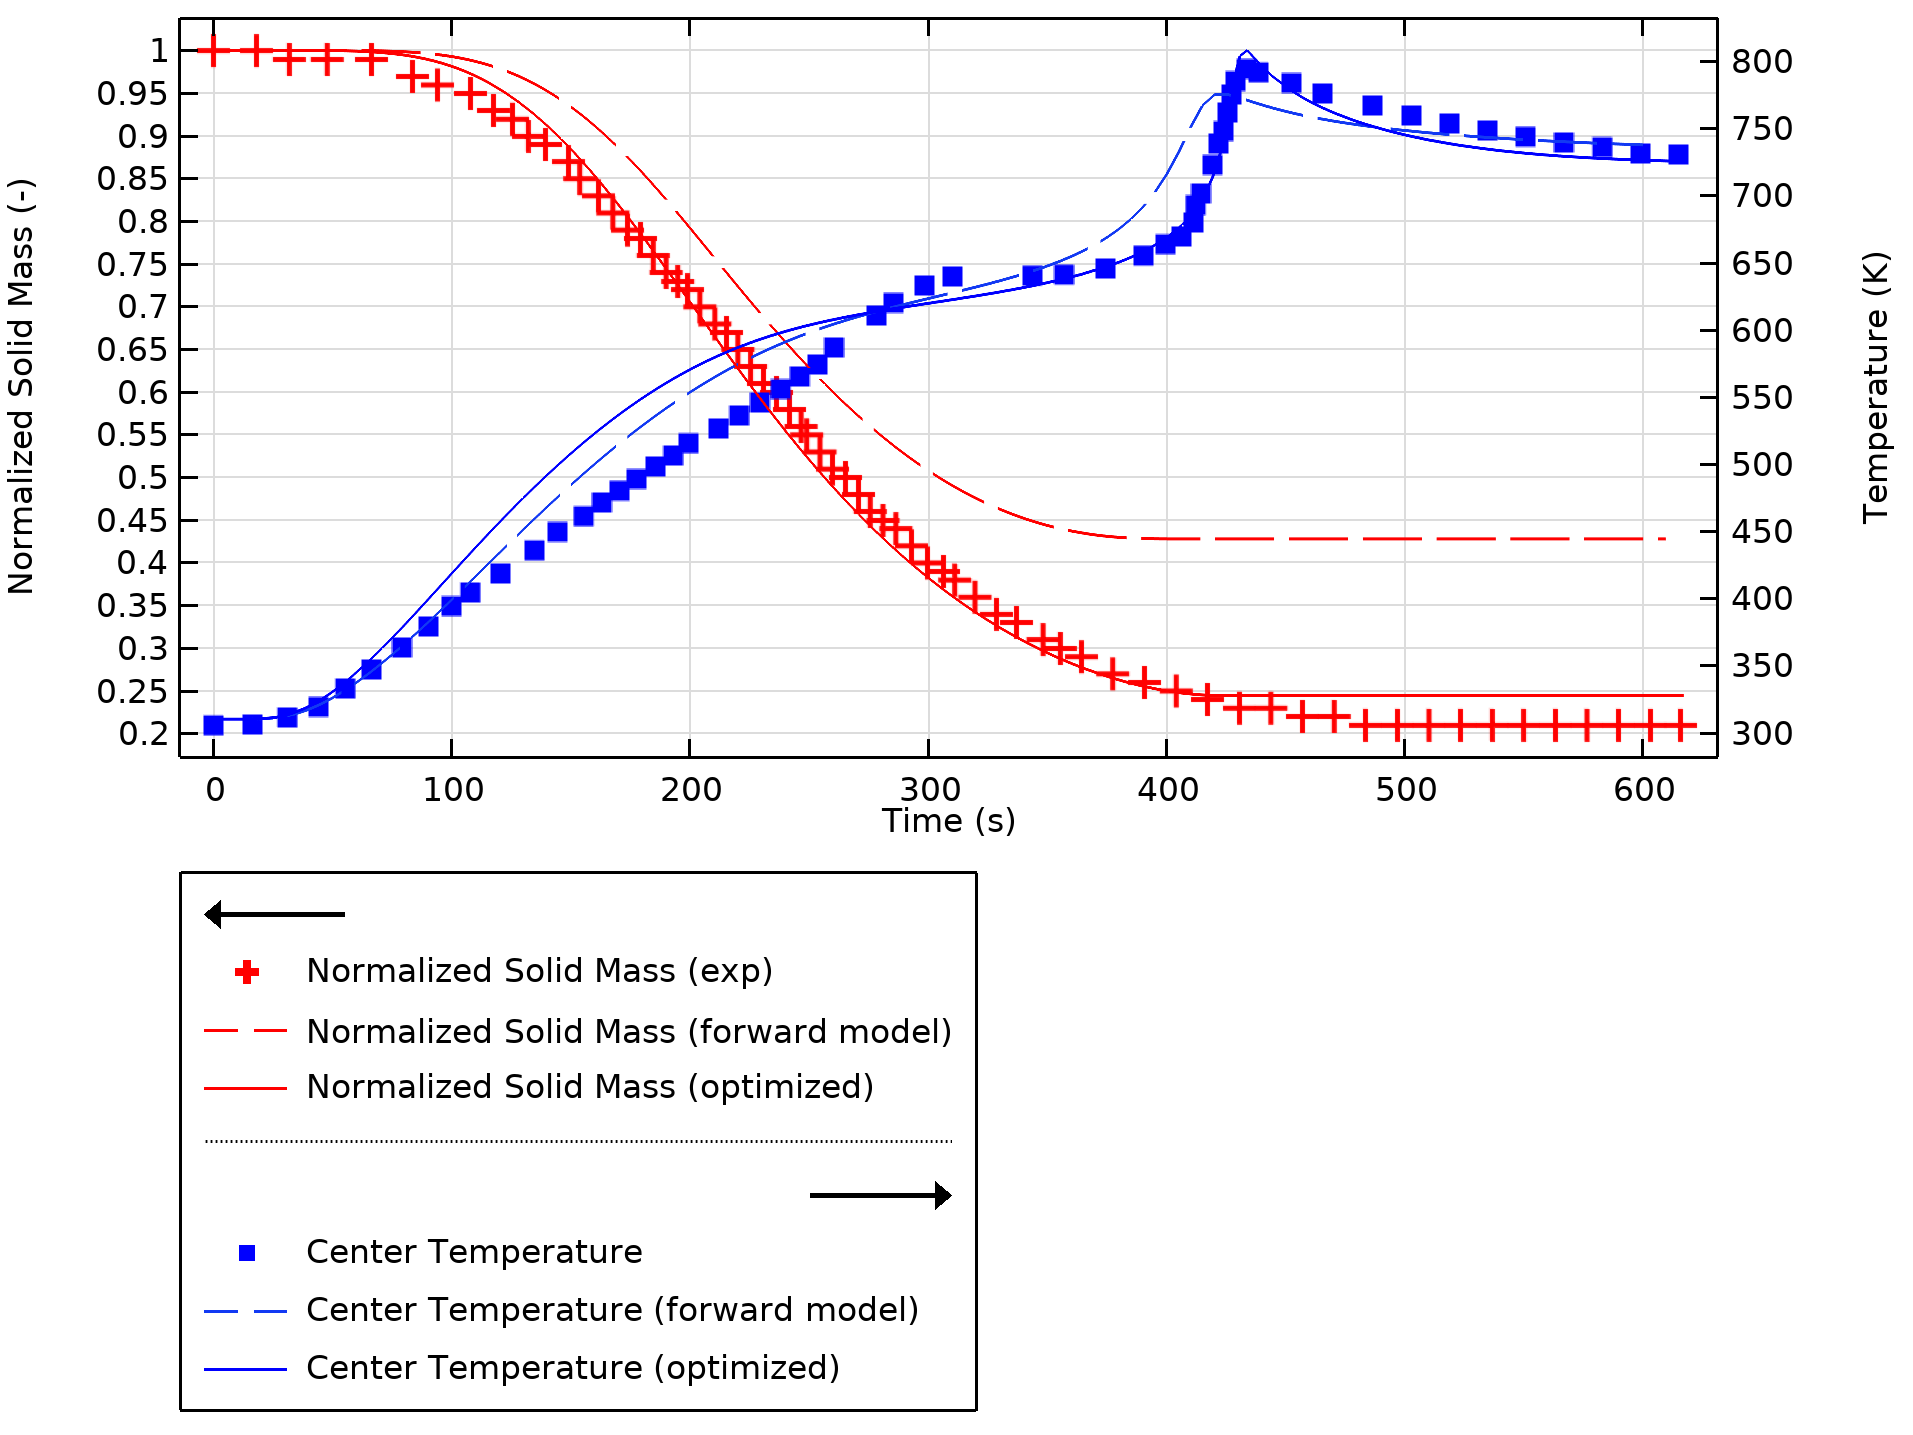 1
0.95
0.9
0.85
0.8
0.75
0.7
0.65
0.6
0.55
0.5
0.45
0.4
0.35
0.3
0.25
0.2
Normalized Solid Mass (-)
800
750
700
650
600
550
500
450
400
350
300
Temperature (K)
0 100 200 300 400 500 600
Time (s)
Normalized Solid Mass (exp)
Normalized Solid Mass (forward model)
Normalized Solid Mass (optimized)
Center Temperature
Center Temperature (forward model)
Center Temperature (optimized)